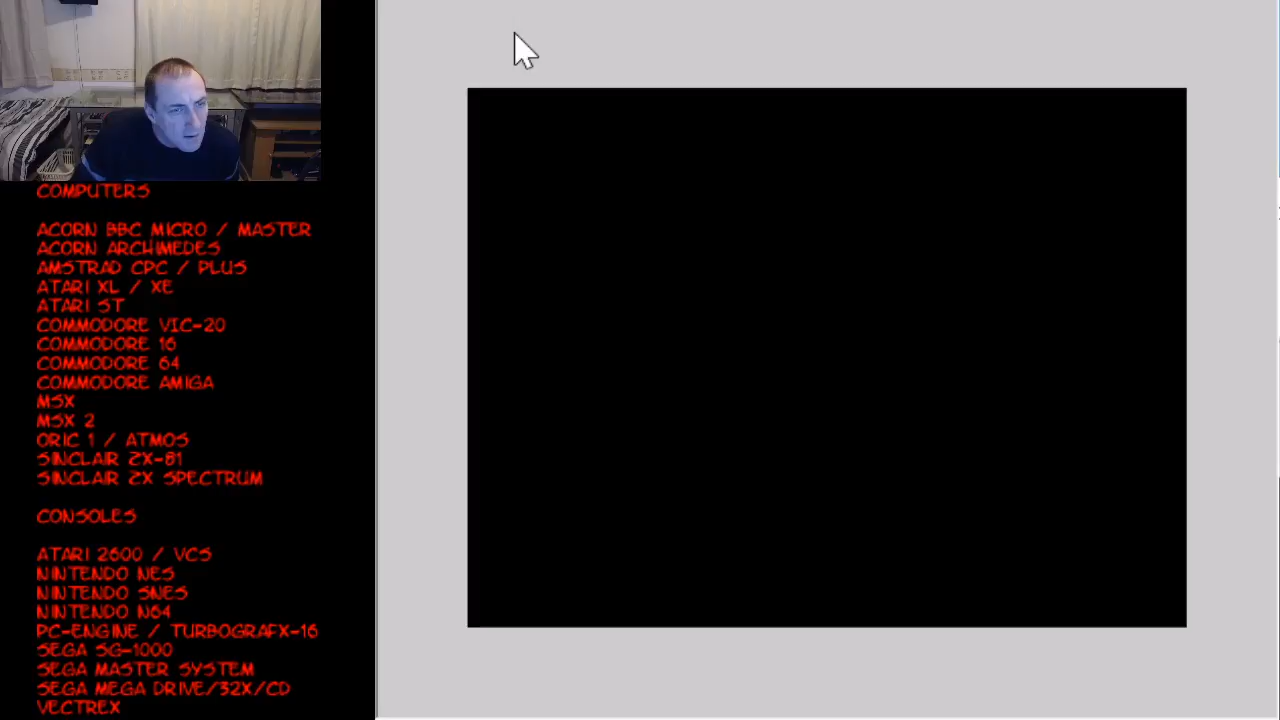 COMPUTERS
ACORN BBC MICRO / MASTER
ACORN ARCHIMEDES
AMSTRAD CPC / PLUS
ATARI XL / XE
ATARI ST
COMMODORE VIC-20
COMMODORE 16
COMMODORE 64
COMMODORE AMIGA
MSX
MSX 2
ORIC 1 / ATMOS
SINCLAIR ZX-81
SINCLAIR ZX SPECTRUM
CONSOLES
ATARI 2600 / VCS
NINTENDO NES
NINTENDO SNES
NINTENDO N64
PC-ENGINE / TURBOGRAFX-16
SEGA SG-1000
SEGA MASTER SYSTEM
SEGA MEGA DRIVE/32X/CD
VECTREX